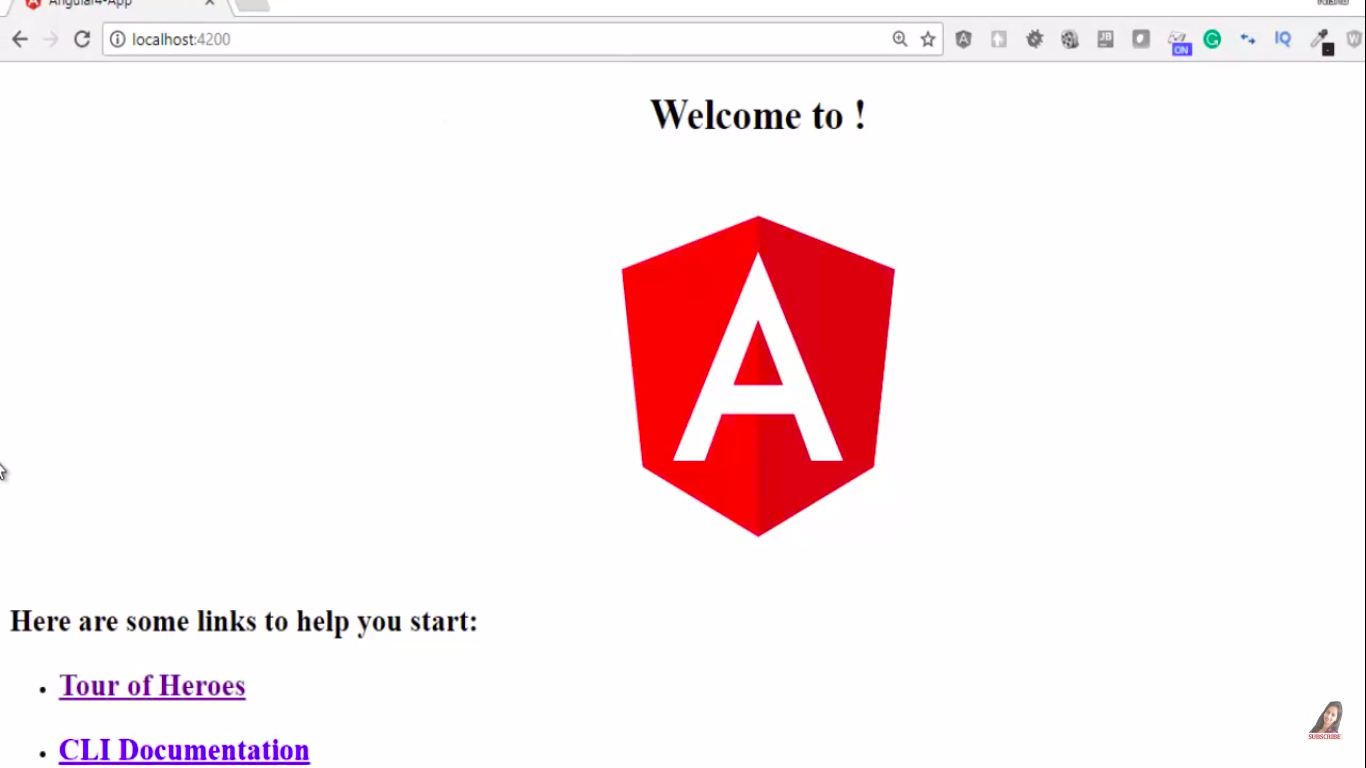 Angular4-App
localhost:4200
ON
JB
IQ
Welcome to !
A
Here are some links to help you start:
Tour of Heroes
CLI Documentation
SUBSCRIBE